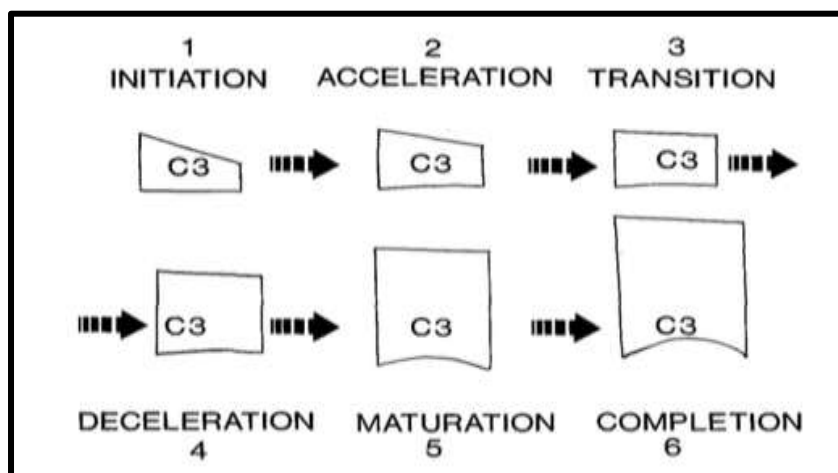 1 2 3
INITIATION ACCELERATION TRANSITION
C3 C3 C3
C3 C3 C3
DECELERATION MATURATION COMPLETION
4 5 6